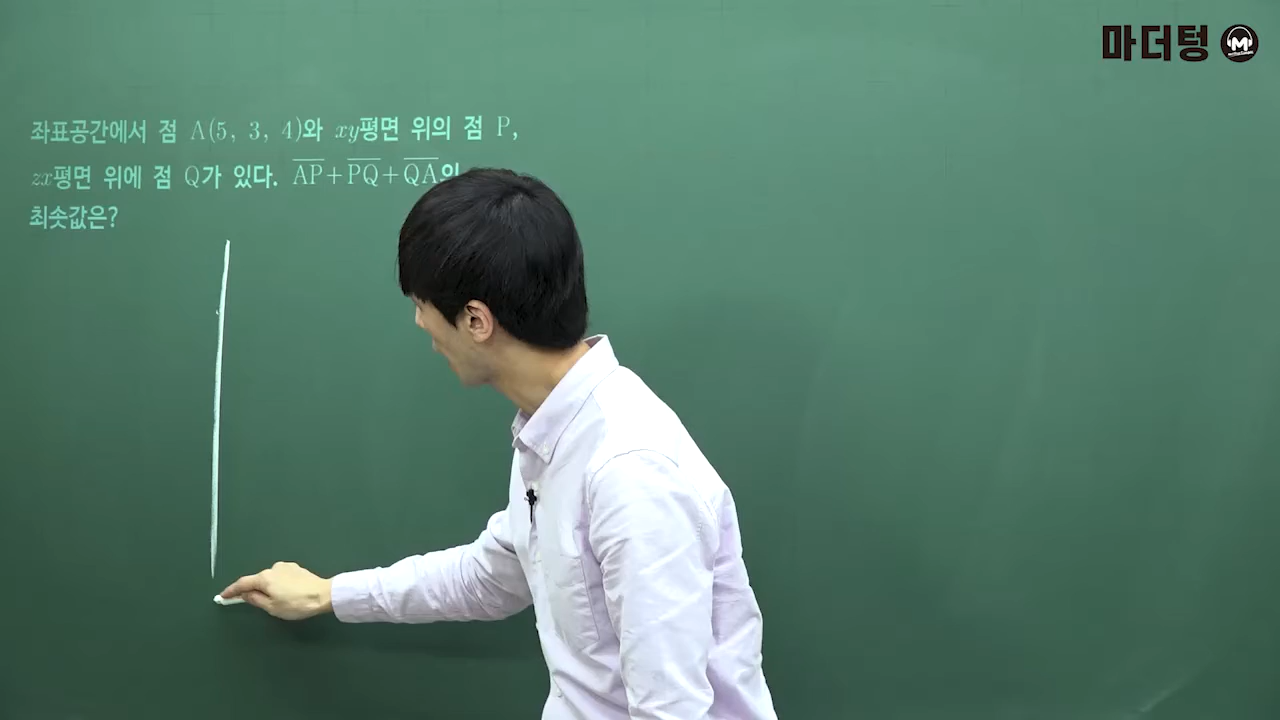 마더텅 M
좌표공간에서 점 A(5, 3, 4)와 xy평면 위의 점 P,
zx평면 위에 점 Q가 있다. AP+PQ+QA의
최솟값은?